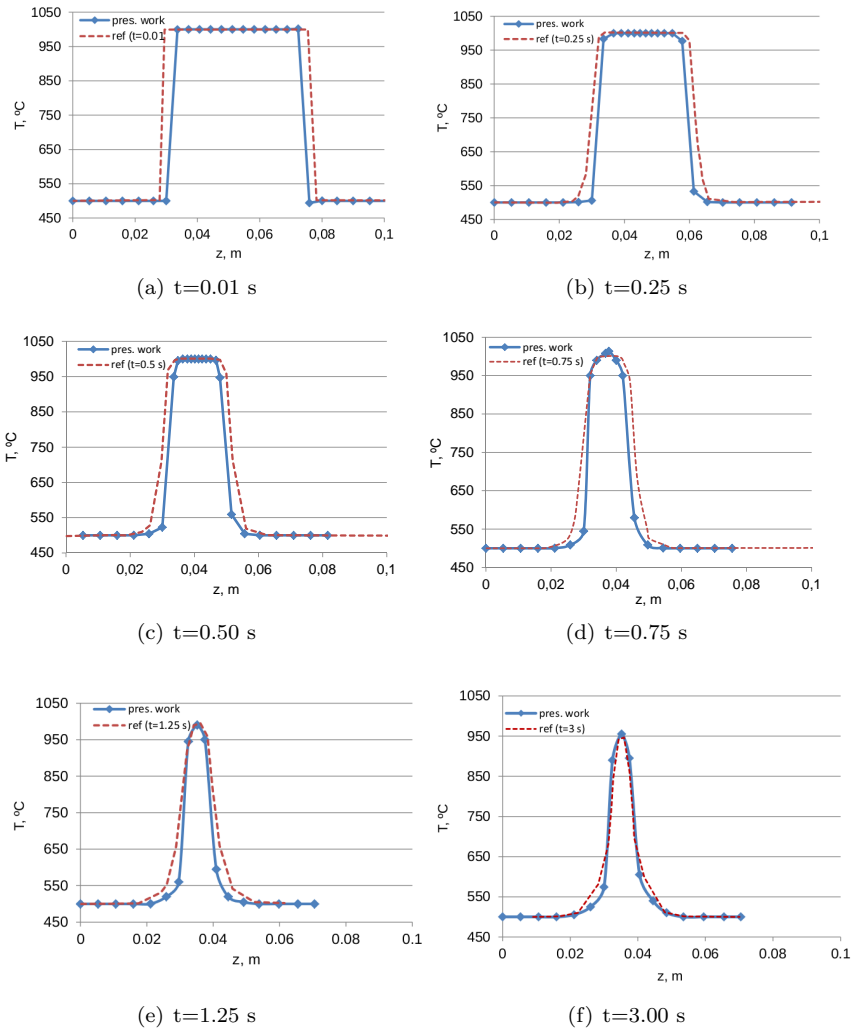 1050
950
850
750
650
550
450
T, ºC
pres. work
ref (t=0.01
0
0,02
0,04
0,06
0,08
0,1
z, m
(a) t=0.01 s
1050
950
850
750
650
550
450
T, ºC
pres. work
ref (t=0.25 s)
0
0,02
0,04
0,06
0,08
0,1
z, m
(b) t=0.25 s
1050
950
850
750
650
550
450
T, ºC
pres. work
ref (t=0.5 s)
0
0,02
0,04
0,06
0,08
0,1
z, m
(c) t=0.50 s
1050
950
850
750
650
550
450
T, ºC
pres. work
ref (t=0.75 s)
0
0,02
0,04
0,06
0,08
0,1
z, m
(d) t=0.75 s
1050
950
850
750
650
550
450
T, ºC
pres. work
ref (t=1.25 s)
0
0.02
0.04
0.06
0.08
0.1
z, m
(e) t=1.25 s
1050
950
850
750
650
550
450
T, ºC
pres. work
ref (t=3 s)
0
0.02
0.04
0.06
0.08
0.1
z, m
(f) t=3.00 s